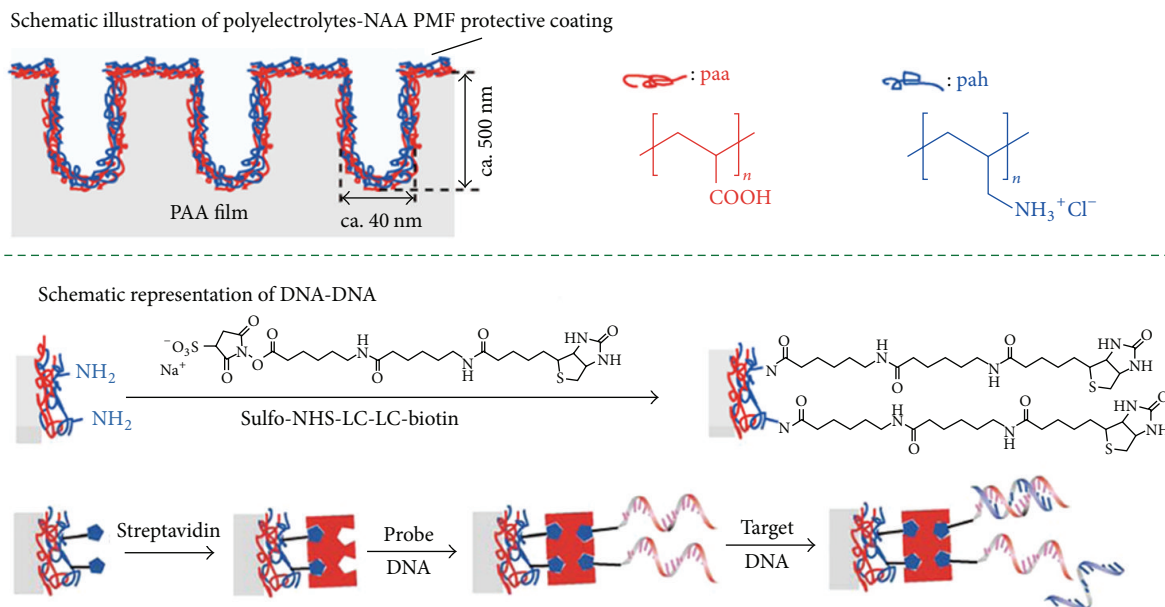 Schematic illustration of polyelectrolytes-NAA PMF protective coating
: paa
: pah
ca. 500 nm
PAA film
ca. 40 nm
n
COOH
n
NH₃⁺Cl⁻
Schematic representation of DNA-DNA
NH₂
NH₂
⁻O₃S
Na⁺
O
O
N
O
O
H
N
O
N
H
O
HN
NH
O
S
Sulfo-NHS-LC-LC-biotin
O
N
H
N
O
O
N
H
O
HN
NH
O
S
O
N
H
N
O
O
N
H
O
HN
NH
O
S
Streptavidin
Probe
DNA
Target
DNA